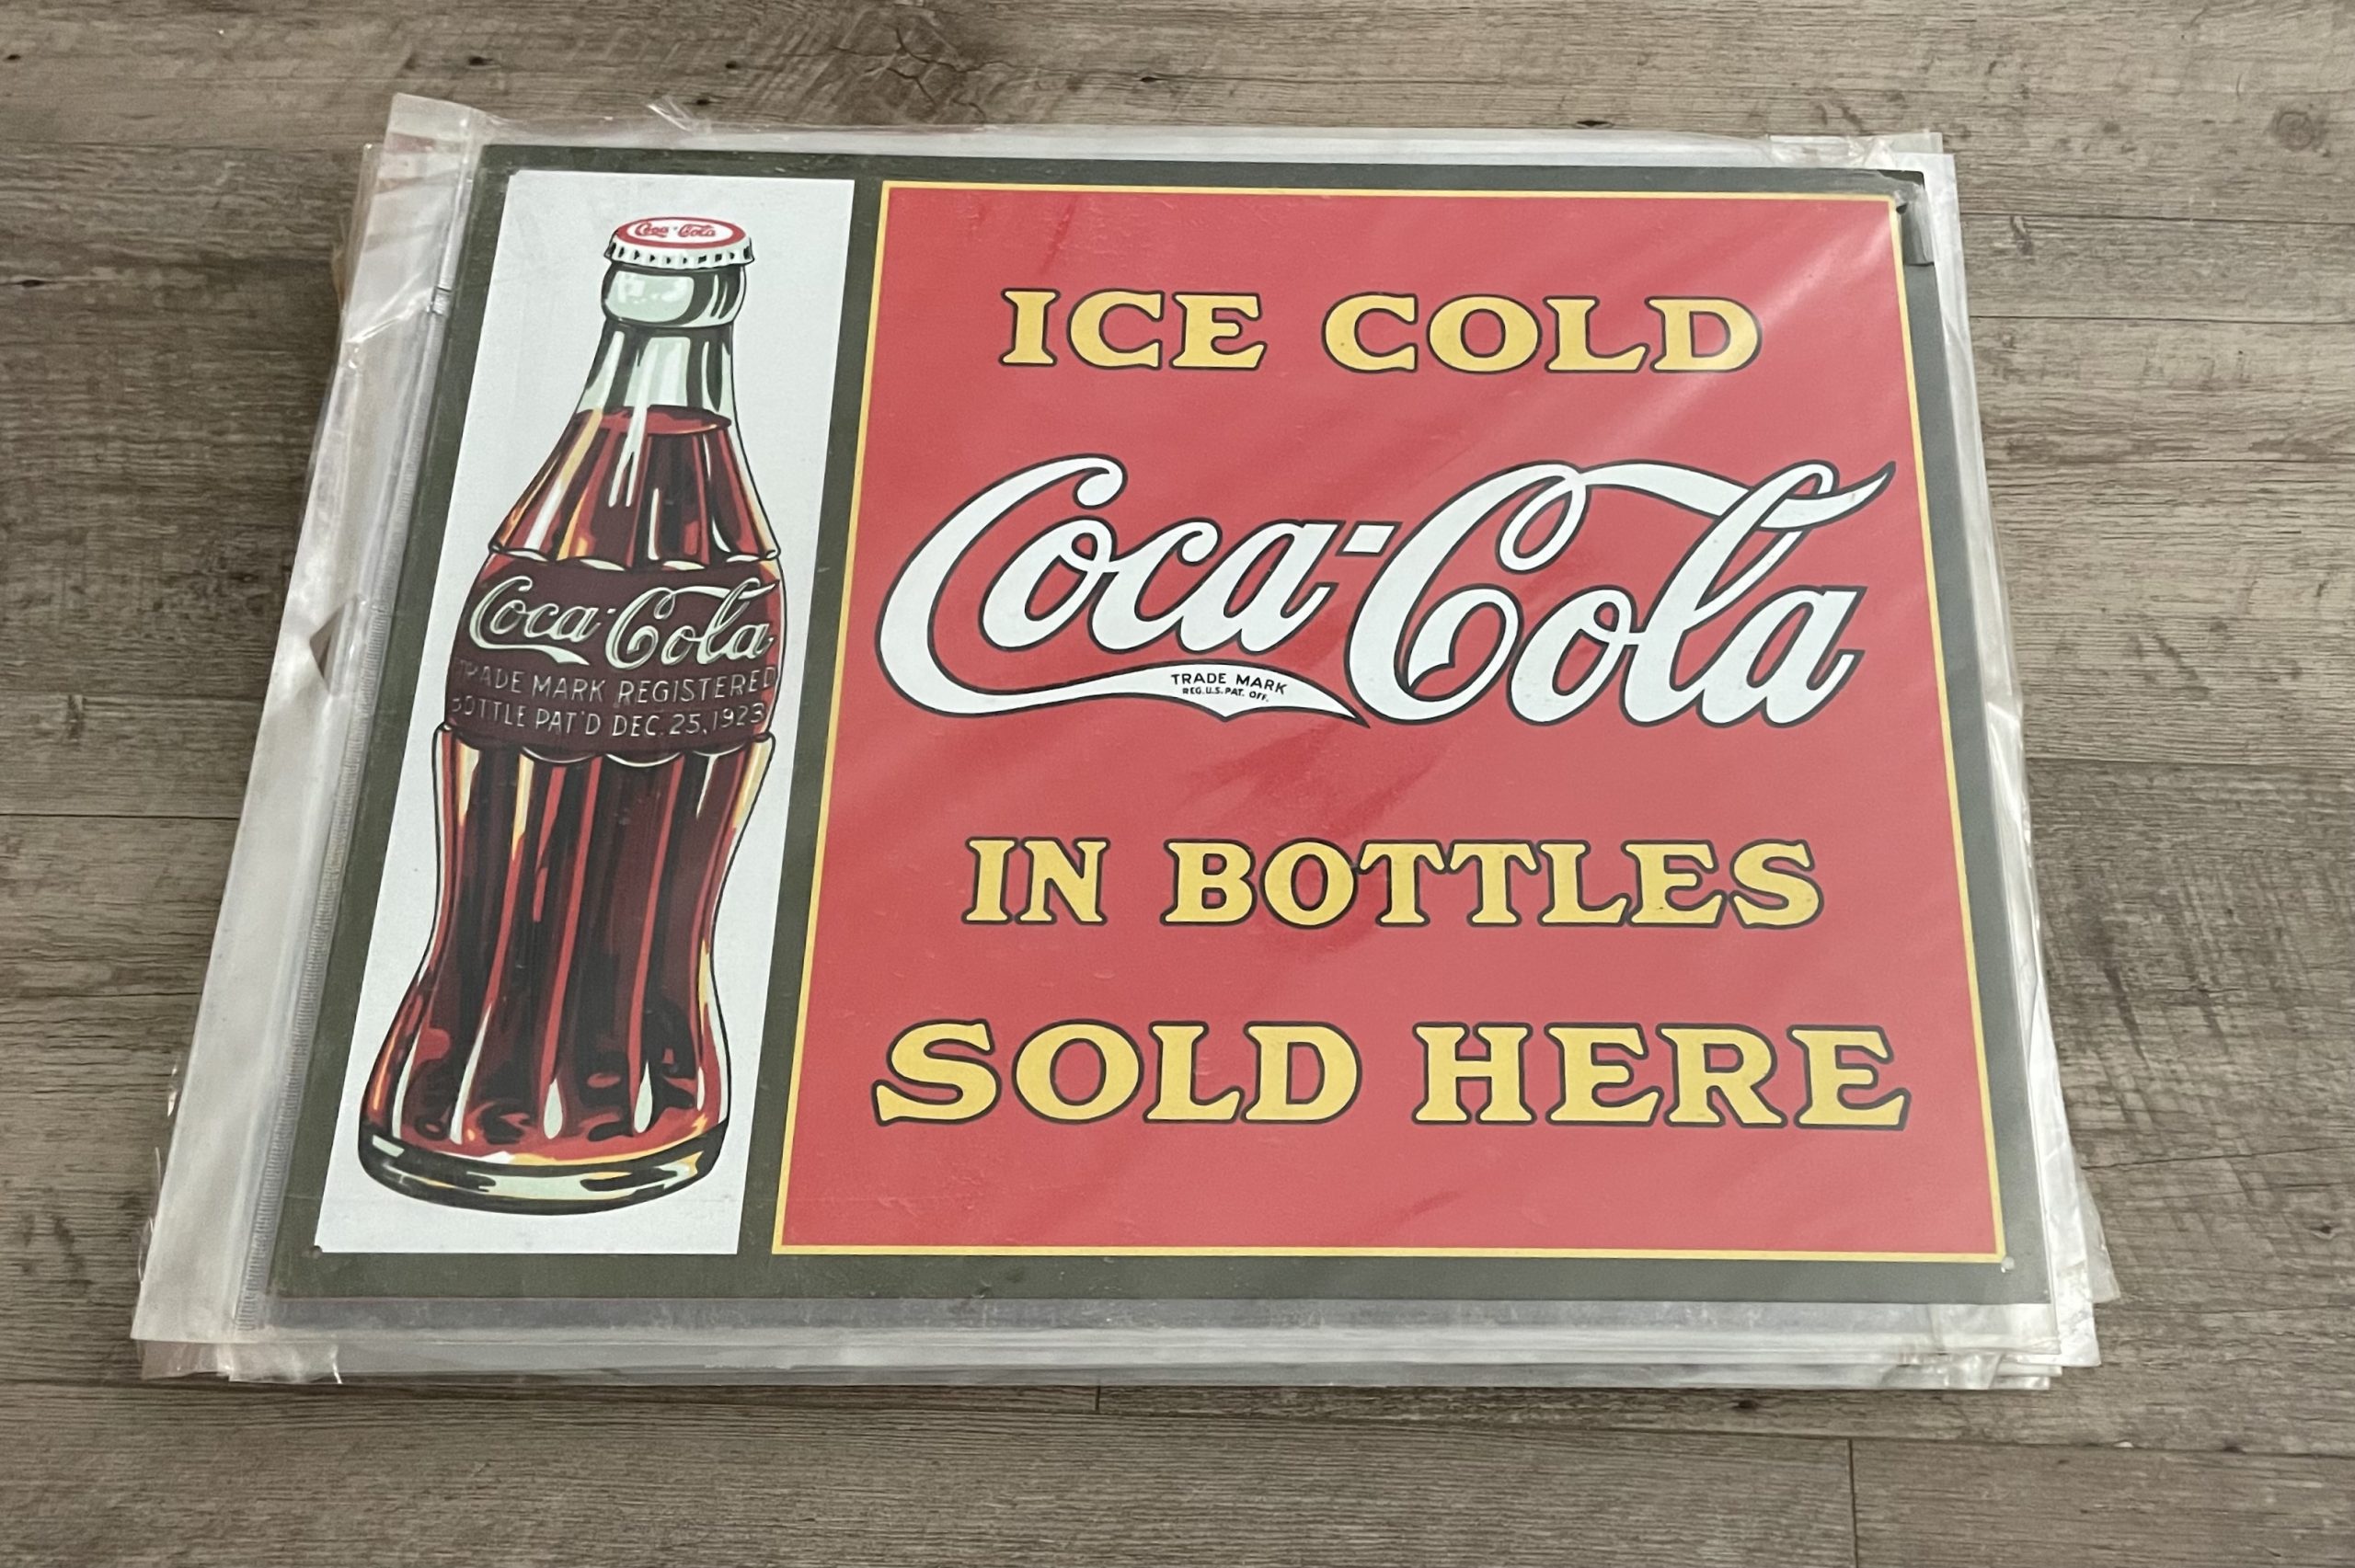 Coca-Cola
Coca-Cola
TRADE MARK REGISTERED
BOTTLE PAT'D DEC. 25, 1923
ICE COLD
Coca-Cola
TRADE MARK
REG. U.S. PAT. OFF.
IN BOTTLES
SOLD HERE